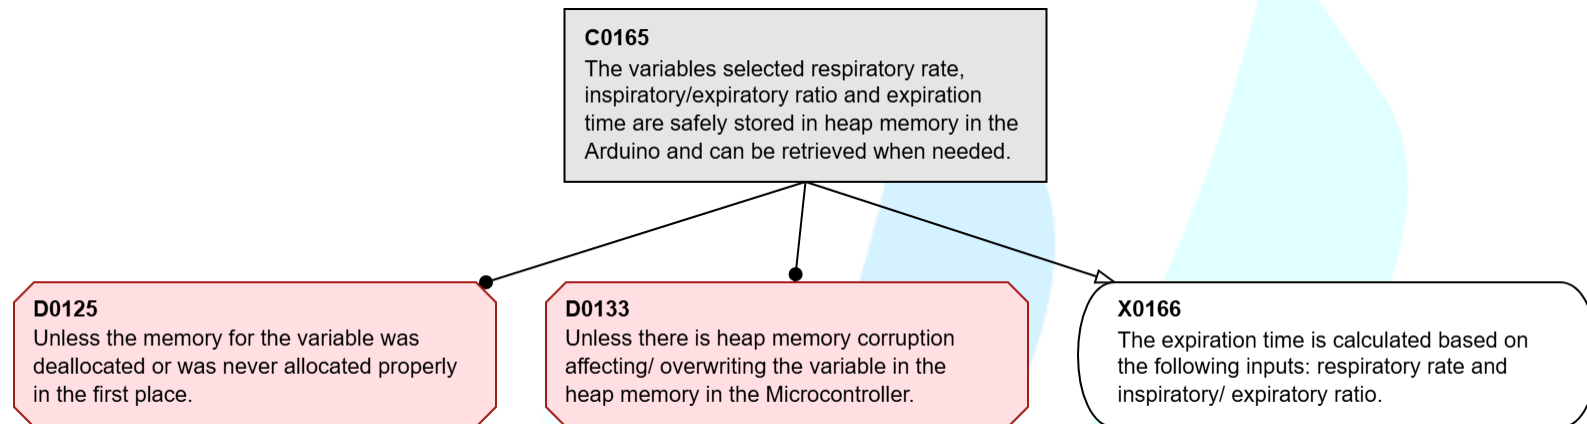 C0165
The variables selected respiratory rate,
inspiratory/expiratory ratio and expiration
time are safely stored in heap memory in the
Arduino and can be retrieved when needed.
D0125
Unless the memory for the variable was
deallocated or was never allocated properly
in the first place.
D0133
Unless there is heap memory corruption
affecting/ overwriting the variable in the
heap memory in the Microcontroller.
X0166
The expiration time is calculated based on
the following inputs: respiratory rate and
inspiratory/ expiratory ratio.